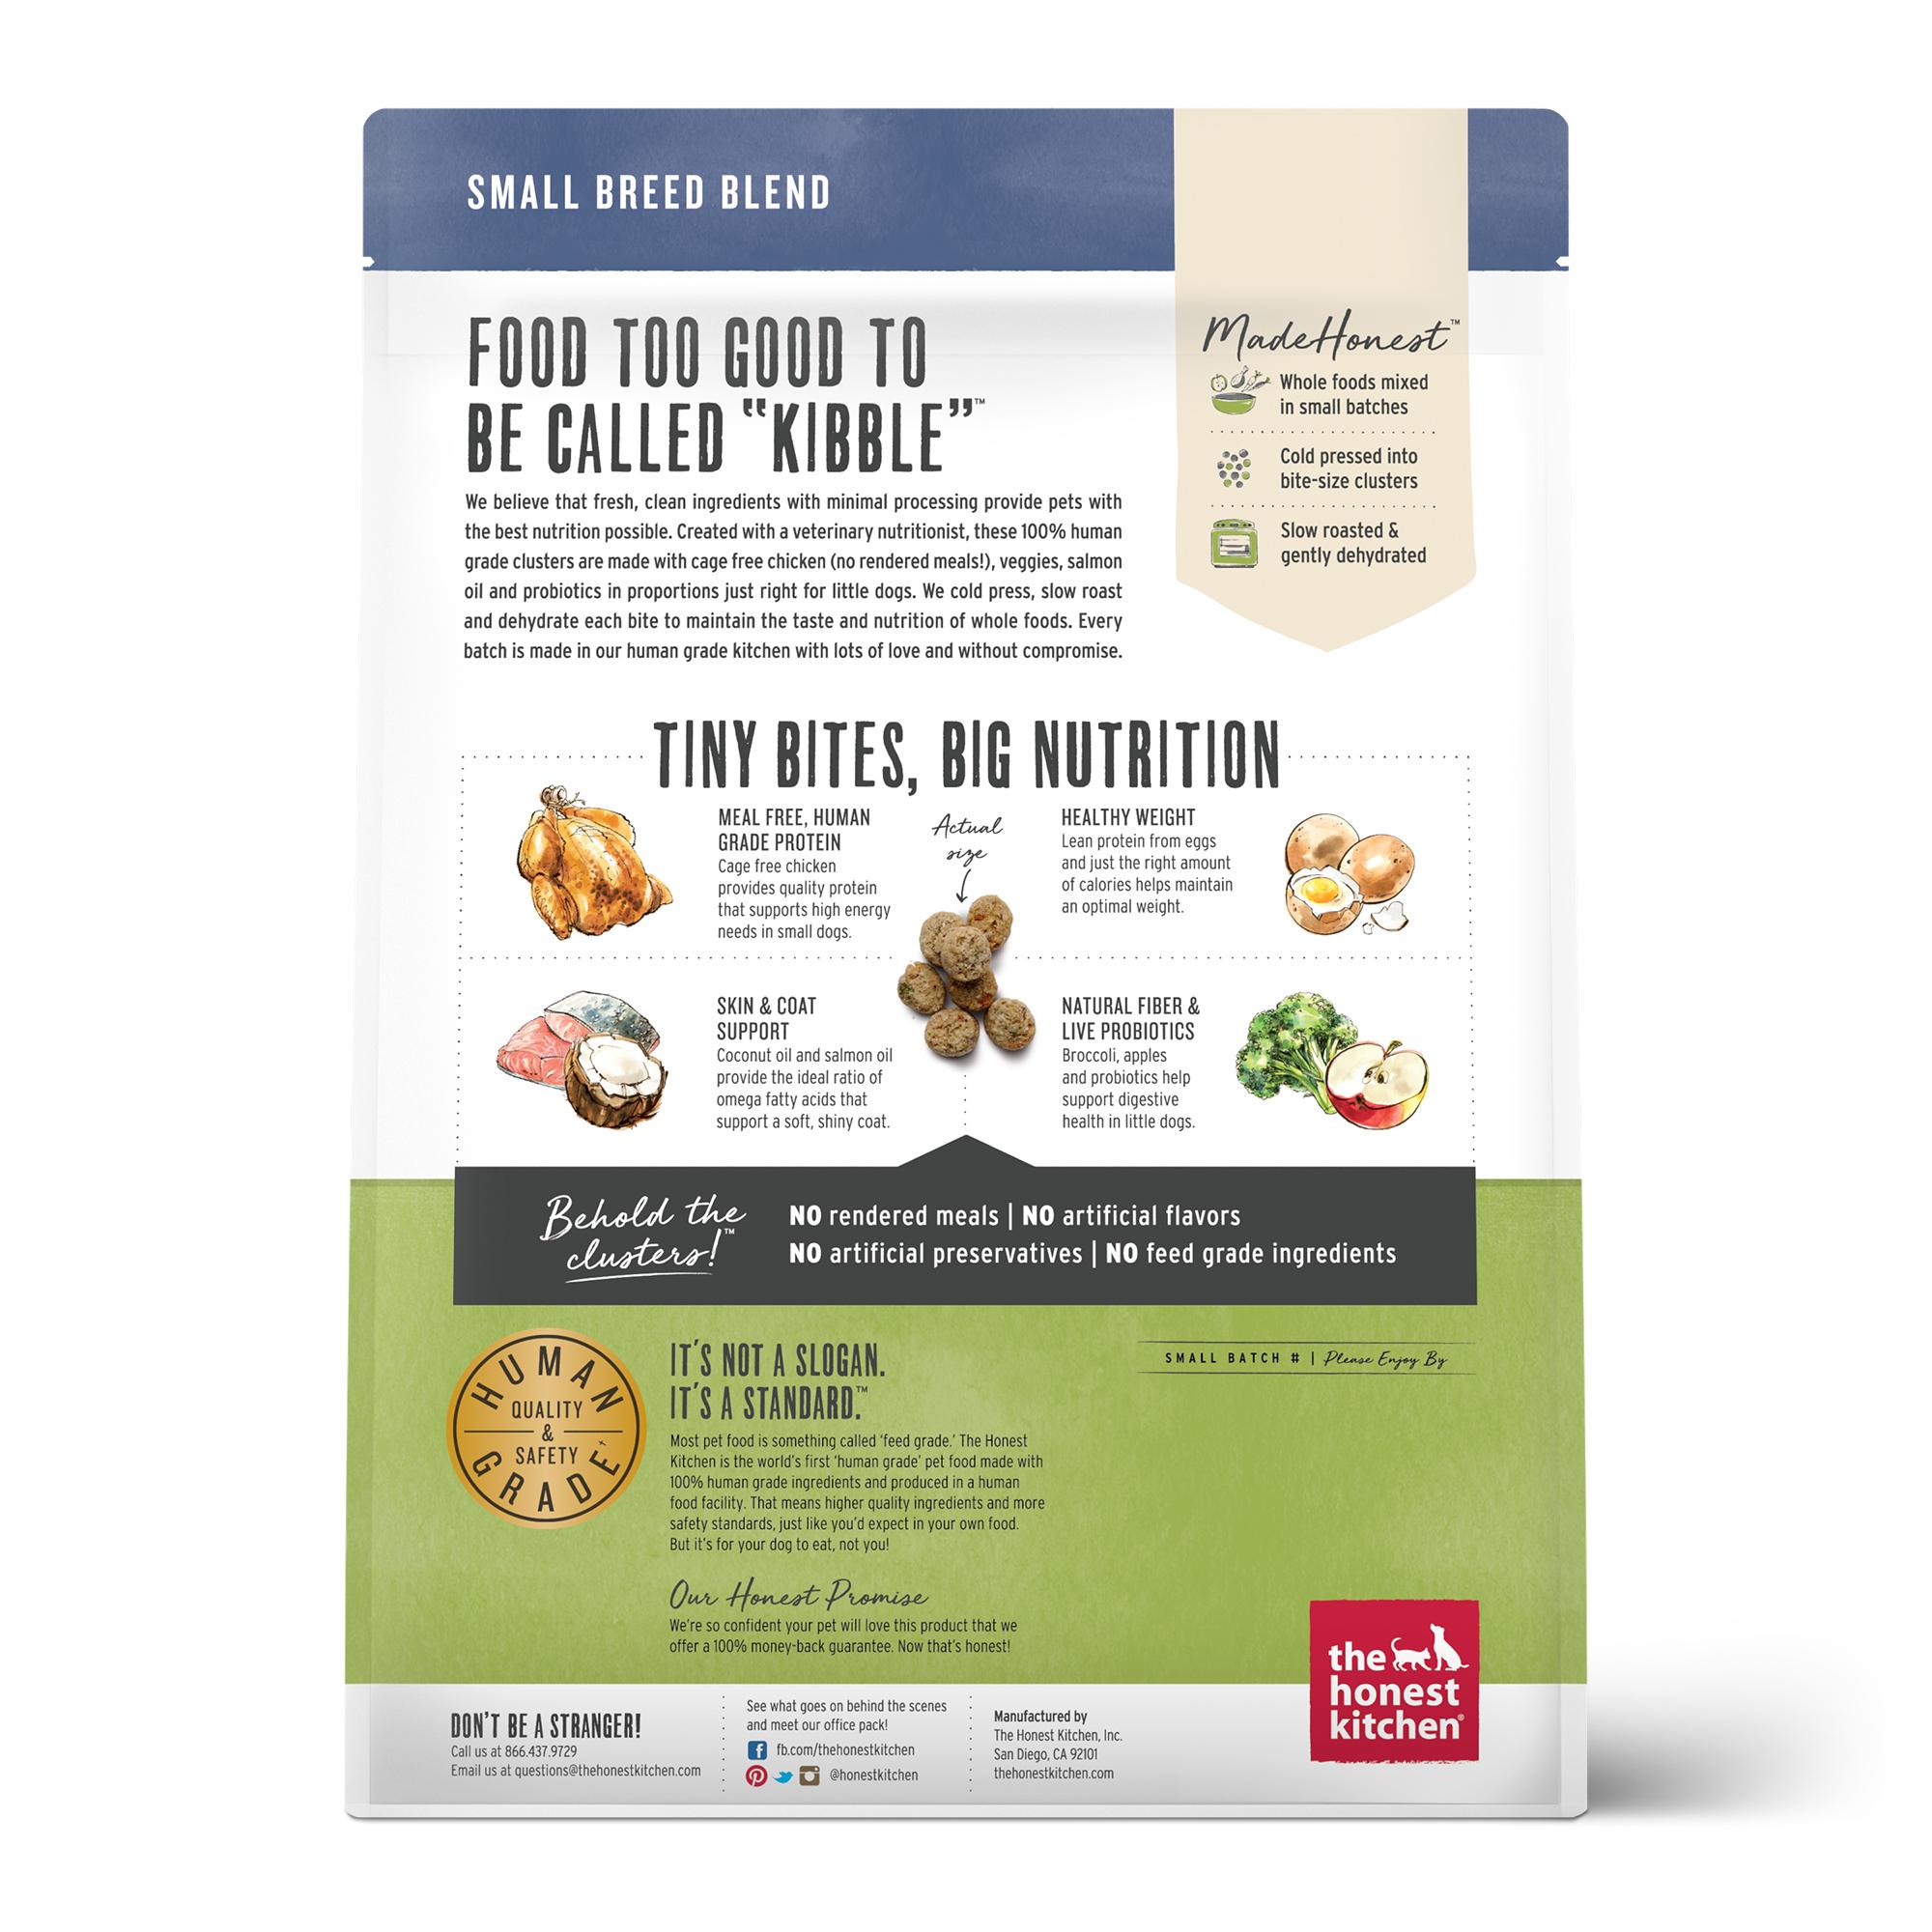 SMALL BREED BLEND
FOOD TOO GOOD TO
BE CALLED “KIBBLE”™
We believe that fresh, clean ingredients with minimal processing provide pets with
the best nutrition possible. Created with a veterinary nutritionist, these 100% human
grade clusters are made with cage free chicken (no rendered meals!), veggies, salmon
oil and probiotics in proportions just right for little dogs. We cold press, slow roast
and dehydrate each bite to maintain the taste and nutrition of whole foods. Every
batch is made in our human grade kitchen with lots of love and without compromise.
MadeHonest™
Whole foods mixed
in small batches
Cold pressed into
bite-size clusters
Slow roasted &
gently dehydrated
TINY BITES, BIG NUTRITION
MEAL FREE, HUMAN
GRADE PROTEIN
Cage free chicken
provides quality protein
that supports high energy
needs in small dogs.
Actual
size
HEALTHY WEIGHT
Lean protein from eggs
and just the right amount
of calories helps maintain
an optimal weight.
SKIN & COAT
SUPPORT
Coconut oil and salmon oil
provide the ideal ratio of
omega fatty acids that
support a soft, shiny coat.
NATURAL FIBER &
LIVE PROBIOTICS
Broccoli, apples
and probiotics help
support digestive
health in little dogs.
Behold the
clusters!™
NO rendered meals | NO artificial flavors
NO artificial preservatives | NO feed grade ingredients
HUMAN
QUALITY
&
SAFETY
GRADE+
IT'S NOT A SLOGAN.
IT'S A STANDARD.™
Most pet food is something called ‘feed grade.’ The Honest
Kitchen is the world’s first ‘human grade’ pet food made with
100% human grade ingredients and produced in a human
food facility. That means higher quality ingredients and more
safety standards, just like you’d expect in your own food.
But it’s for your dog to eat, not you!
Our Honest Promise
We’re so confident your pet will love this product that we
offer a 100% money-back guarantee. Now that’s honest!
SMALL BATCH # | Please Enjoy By
the
honest
kitchen®
DON'T BE A STRANGER!
Call us at 866.437.9729
Email us at questions@thehonestkitchen.com
See what goes on behind the scenes
and meet our office pack!
fb.com/thehonestkitchen
@honestkitchen
Manufactured by
The Honest Kitchen, Inc.
San Diego, CA 92101
thehonestkitchen.com